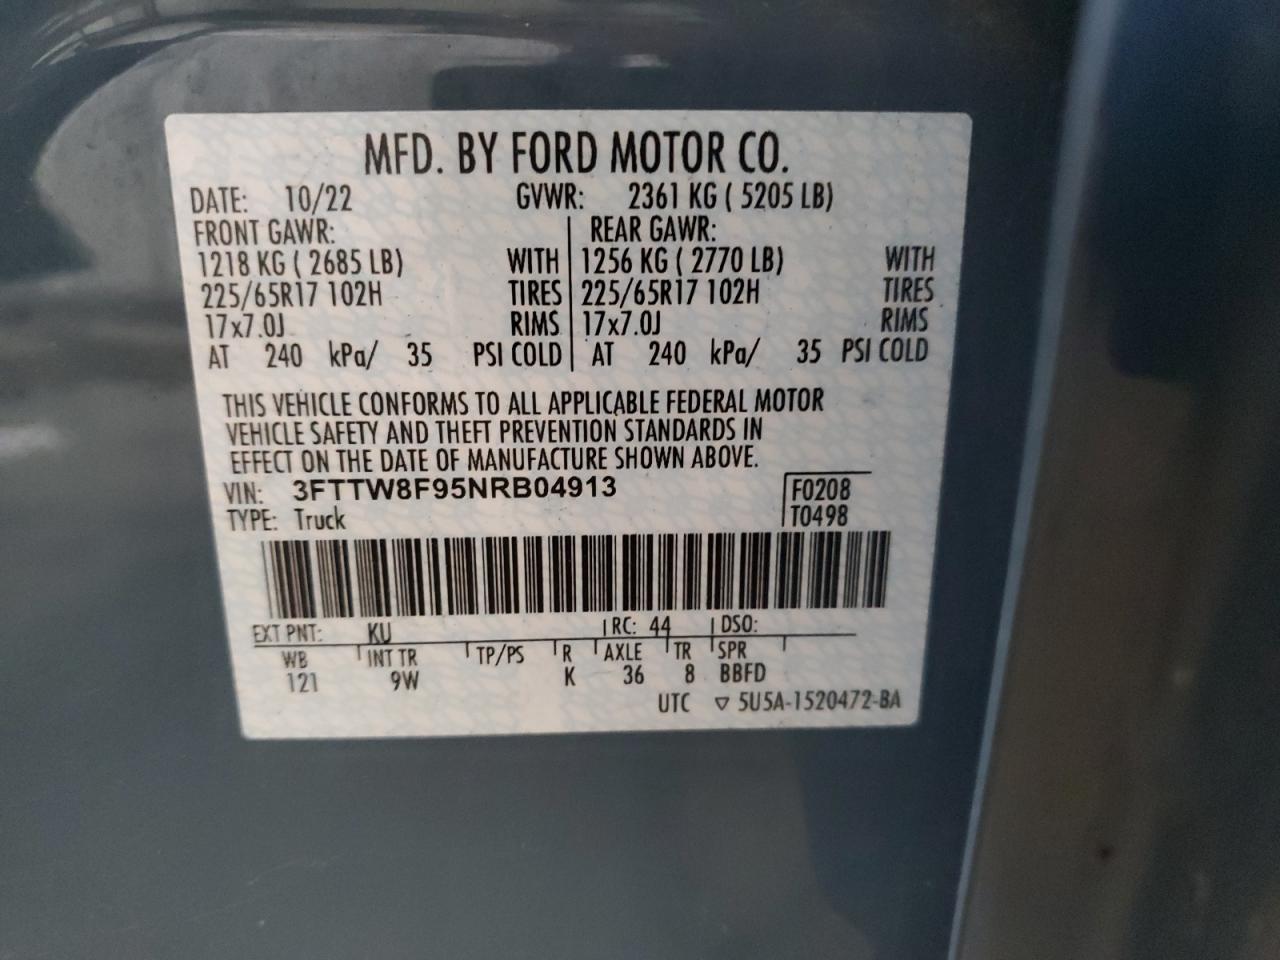 MFD. BY FORD MOTOR CO.
DATE: 10/22 GVWR: 2361 KG ( 5205 LB)
FRONT GAWR: REAR GAWR:
1218 KG ( 2685 LB) WITH 1256 KG ( 2770 LB) WITH
225/65R17 102H TIRES 225/65R17 102H TIRES
17x7.0J RIMS 17x7.0J RIMS
AT 240 kPa/ 35 PSI COLD AT 240 kPa/ 35 PSI COLD
THIS VEHICLE CONFORMS TO ALL APPLICABLE FEDERAL MOTOR
VEHICLE SAFETY AND THEFT PREVENTION STANDARDS IN
EFFECT ON THE DATE OF MANUFACTURE SHOWN ABOVE.
VIN: 3FTTW8F95NRB04913 F0208
TYPE: Truck T0498
EXT PNT: KU RC: 44 DSO:
WB INT TR TP/PS R AXLE TR SPR
121 9W K 36 8 BBFD
UTC ▽ 5U5A-1520472-BA